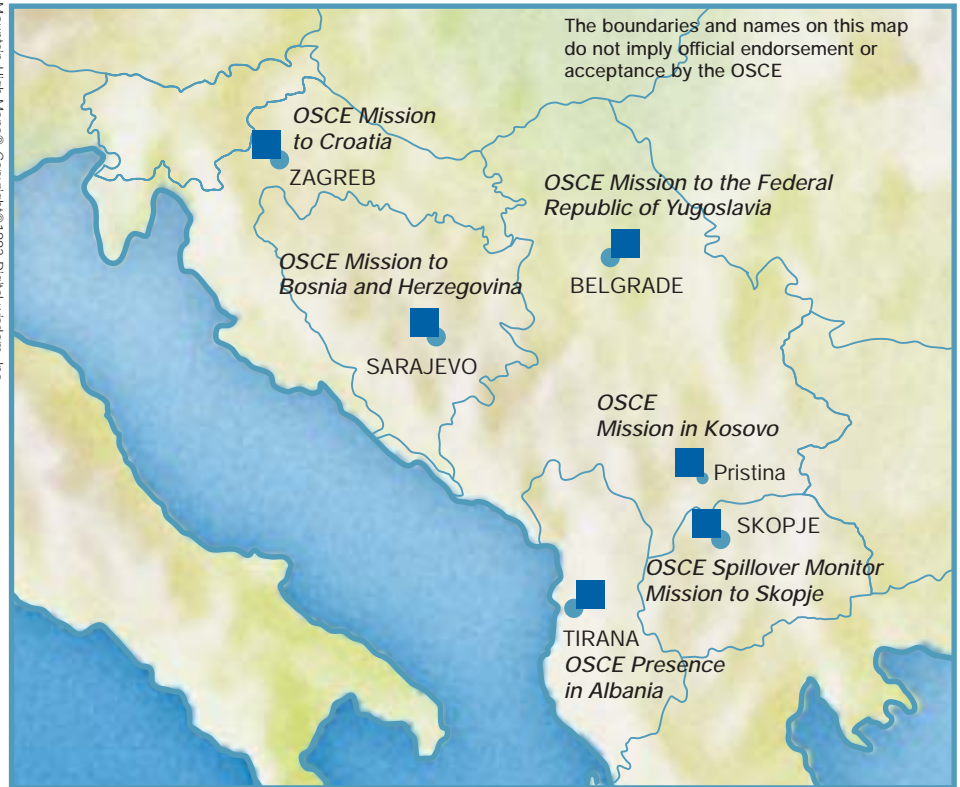 The boundaries and names on this map
do not imply official endorsement or
acceptance by the OSCE
OSCE Mission
to Croatia
ZAGREB
OSCE Mission to the Federal
Republic of Yugoslavia
BELGRADE
OSCE Mission to
Bosnia and Herzegovina
SARAJEVO
OSCE
Mission in Kosovo
Pristina
SKOPJE
OSCE Spillover Monitor
Mission to Skopje
TIRANA
OSCE Presence
in Albania